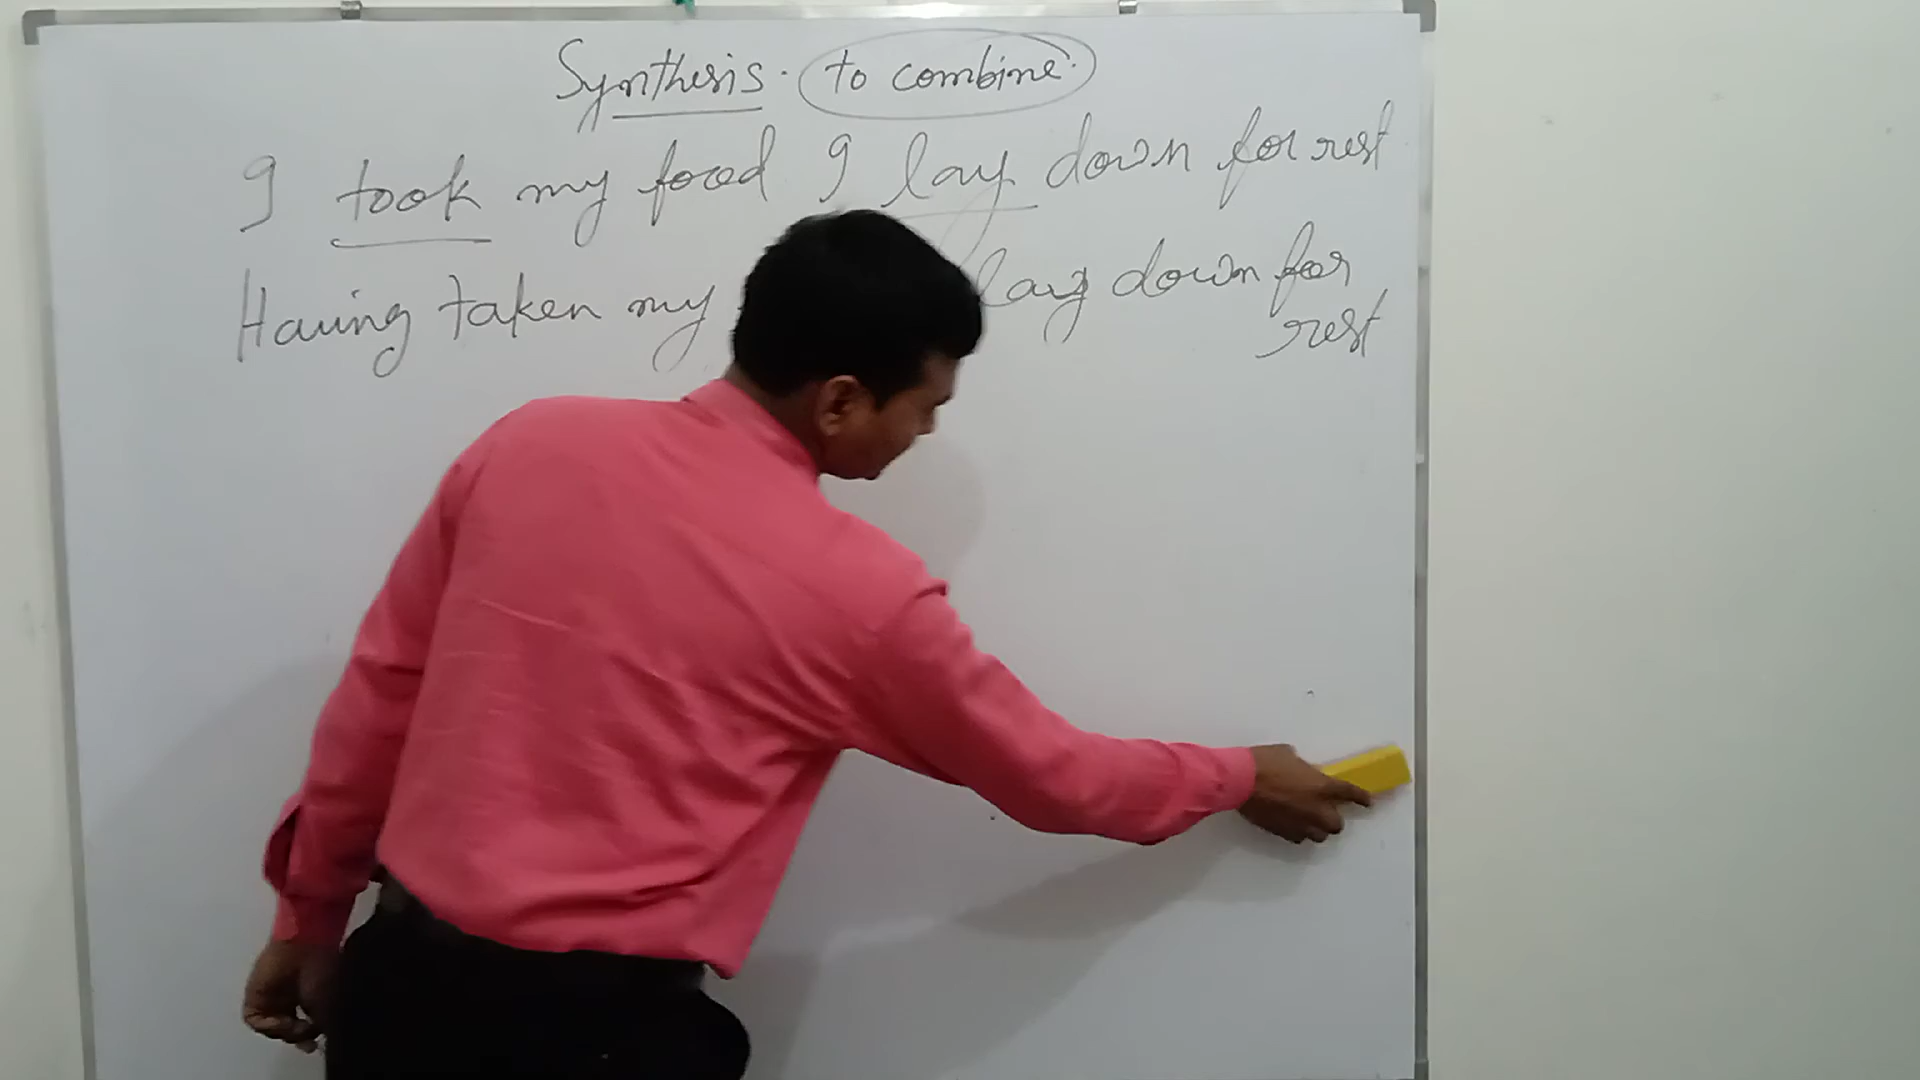 Synthesis. to combine.
I took my food I lay down for rest
Having taken my lay down for
rest